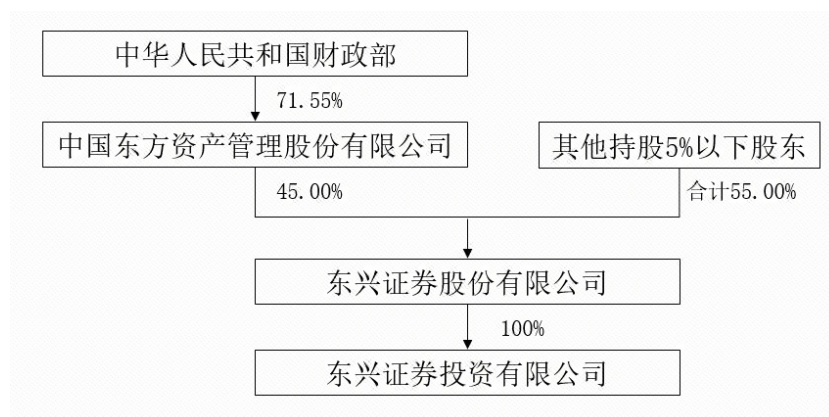 中华人民共和国财政部
71.55%
中国东方资产管理股份有限公司
其他持股5%以下股东
45.00%
合计55.00%
东兴证券股份有限公司
100%
东兴证券投资有限公司